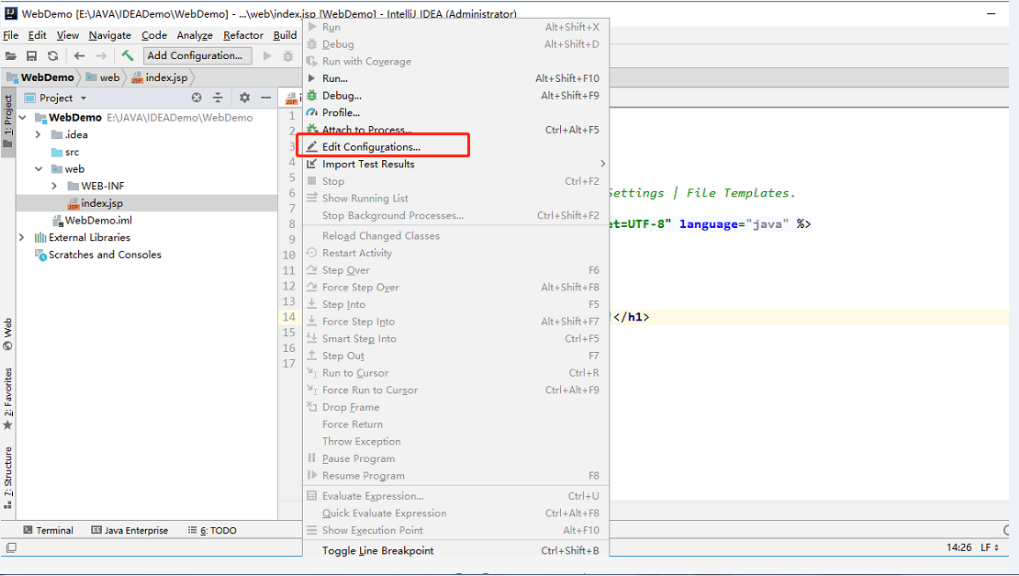 WebDemo [E:\JAVA\IDEADemo\WebDemo] - ...\web\index.jsp [WebDemo] - IntelliJ IDEA (Administrator)
File Edit View Navigate Code Analyze Refactor Build
Add Configuration...
WebDemo web index.jsp
Project
1: Project
WebDemo E:\JAVA\IDEADemo\WebDemo
.idea
src
web
WEB-INF
index.jsp
WebDemo.iml
External Libraries
Scratches and Consoles
Web
2: Favorites
7: Structure
1
2
3
4
5
6
7
8
9
10
11
12
13
14
15
16
17
Run Alt+Shift+X
Debug Alt+Shift+D
Run with Coverage
Run... Alt+Shift+F10
Debug... Alt+Shift+F9
Profile...
Attach to Process... Ctrl+Alt+F5
Edit Configurations...
Import Test Results
Stop Ctrl+F2
Show Running List
Stop Background Processes... Ctrl+Shift+F2
Reload Changed Classes
Restart Activity
Step Over F6
Force Step Over Alt+Shift+F8
Step Into F5
Force Step Into Alt+Shift+F7
Smart Step Into Ctrl+F5
Step Out F7
Run to Cursor Ctrl+R
Force Run to Cursor Ctrl+Alt+F9
Drop Frame
Force Return
Throw Exception
Pause Program
Resume Program F8
Evaluate Expression... Ctrl+U
Quick Evaluate Expression Ctrl+Alt+F8
Show Execution Point Alt+F10
Toggle Line Breakpoint Ctrl+Shift+B
Settings | File Templates.
et=UTF-8" language="java" %>
</h1>
Terminal Java Enterprise 6: TODO
14:26 LF